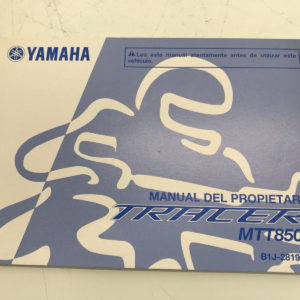 YAMAHA
Lea este manual atentamente antes de utilizar este
vehículo.
MANUAL DEL PROPIETAR
TRACER
MTT850
B1J-2819